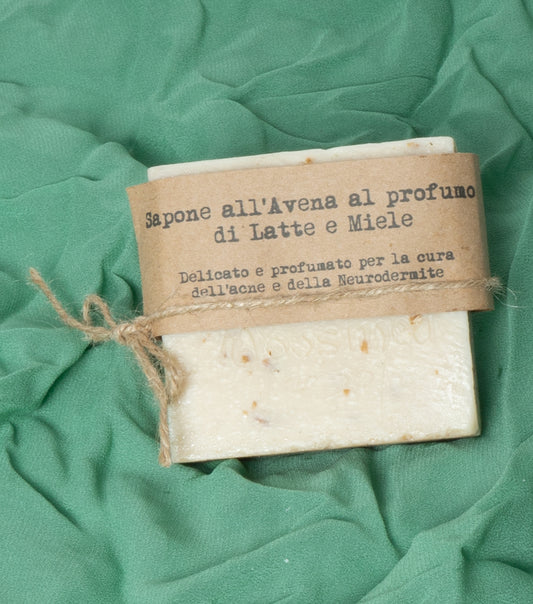 Sapone all'Avena al profumo
di Latte e Miele
Delicato e profumato per la cura
dell'acne e della Neurodermite